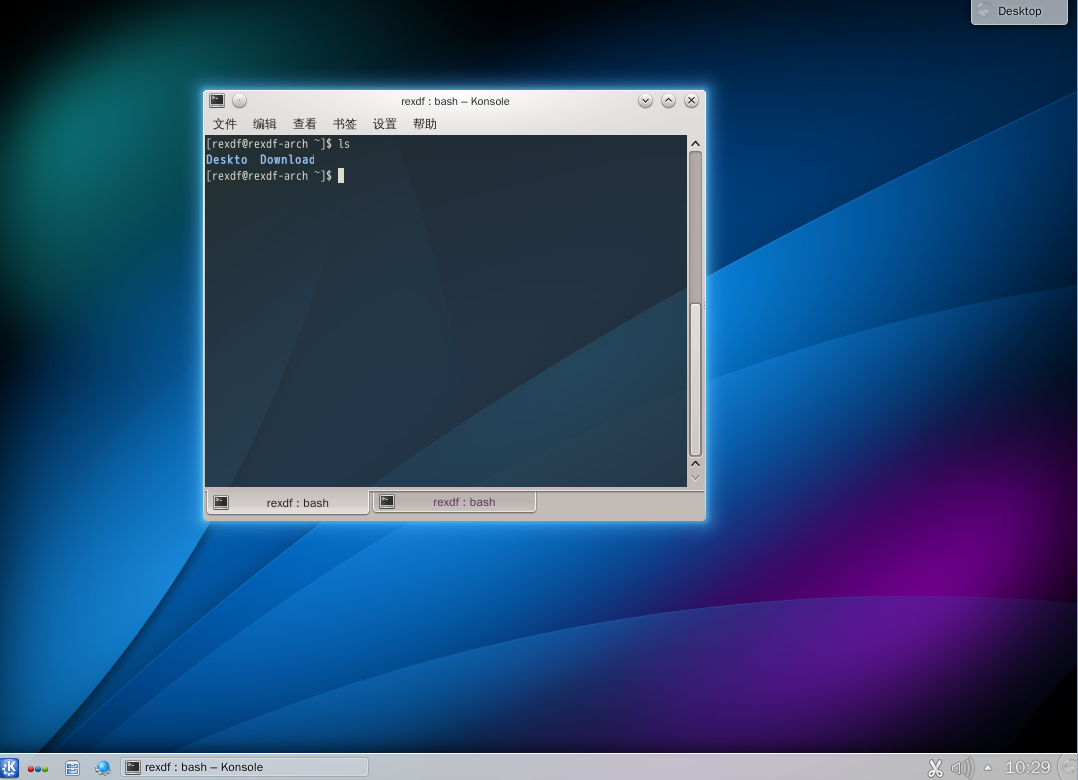 Desktop
rexdf : bash – Konsole
文件 编辑 查看 书签 设置 帮助
[rexdf@rexdf-arch ~]$ ls
Deskto Download
[rexdf@rexdf-arch ~]$
rexdf : bash rexdf : bash
rexdf : bash – Konsole 10:29